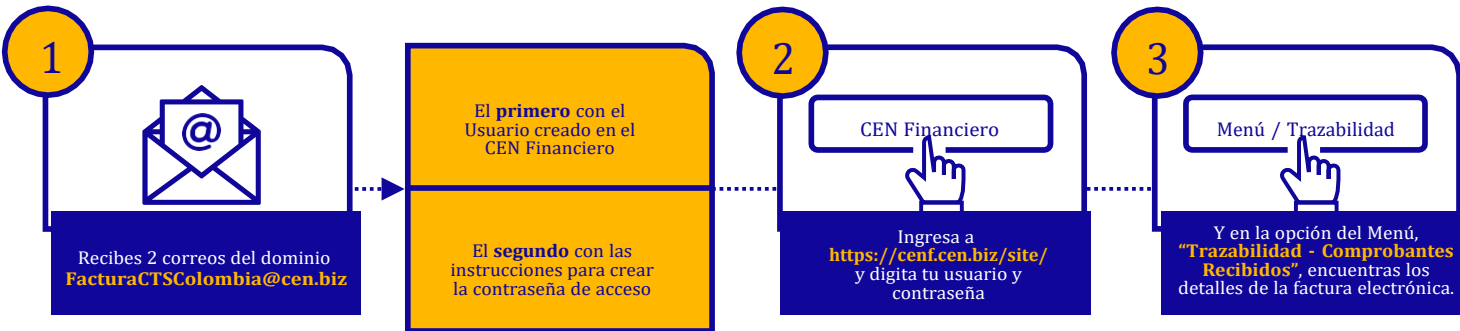 1
@
Recibes 2 correos del dominio
FacturaCTSColombia@cen.biz
El primero con el
Usuario creado en el
CEN Financiero
El segundo con las
instrucciones para crear
la contraseña de acceso
2
CEN Financiero
Ingresa a
https://cenf.cen.biz/site/
y digita tu usuario y
contraseña
3
Menú / Trazabilidad
Y en la opción del Menú,
“Trazabilidad - Comprobantes
Recibidos”, encuentras los
detalles de la factura electrónica.